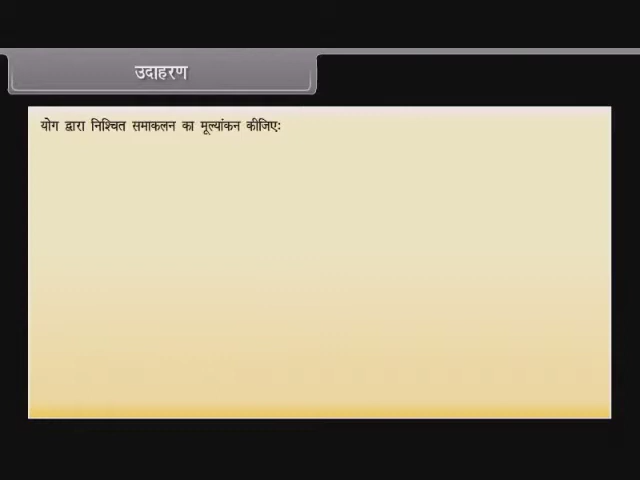 उदाहरण
योग द्वारा निश्चित समाकलन का मूल्यांकन कीजिए: